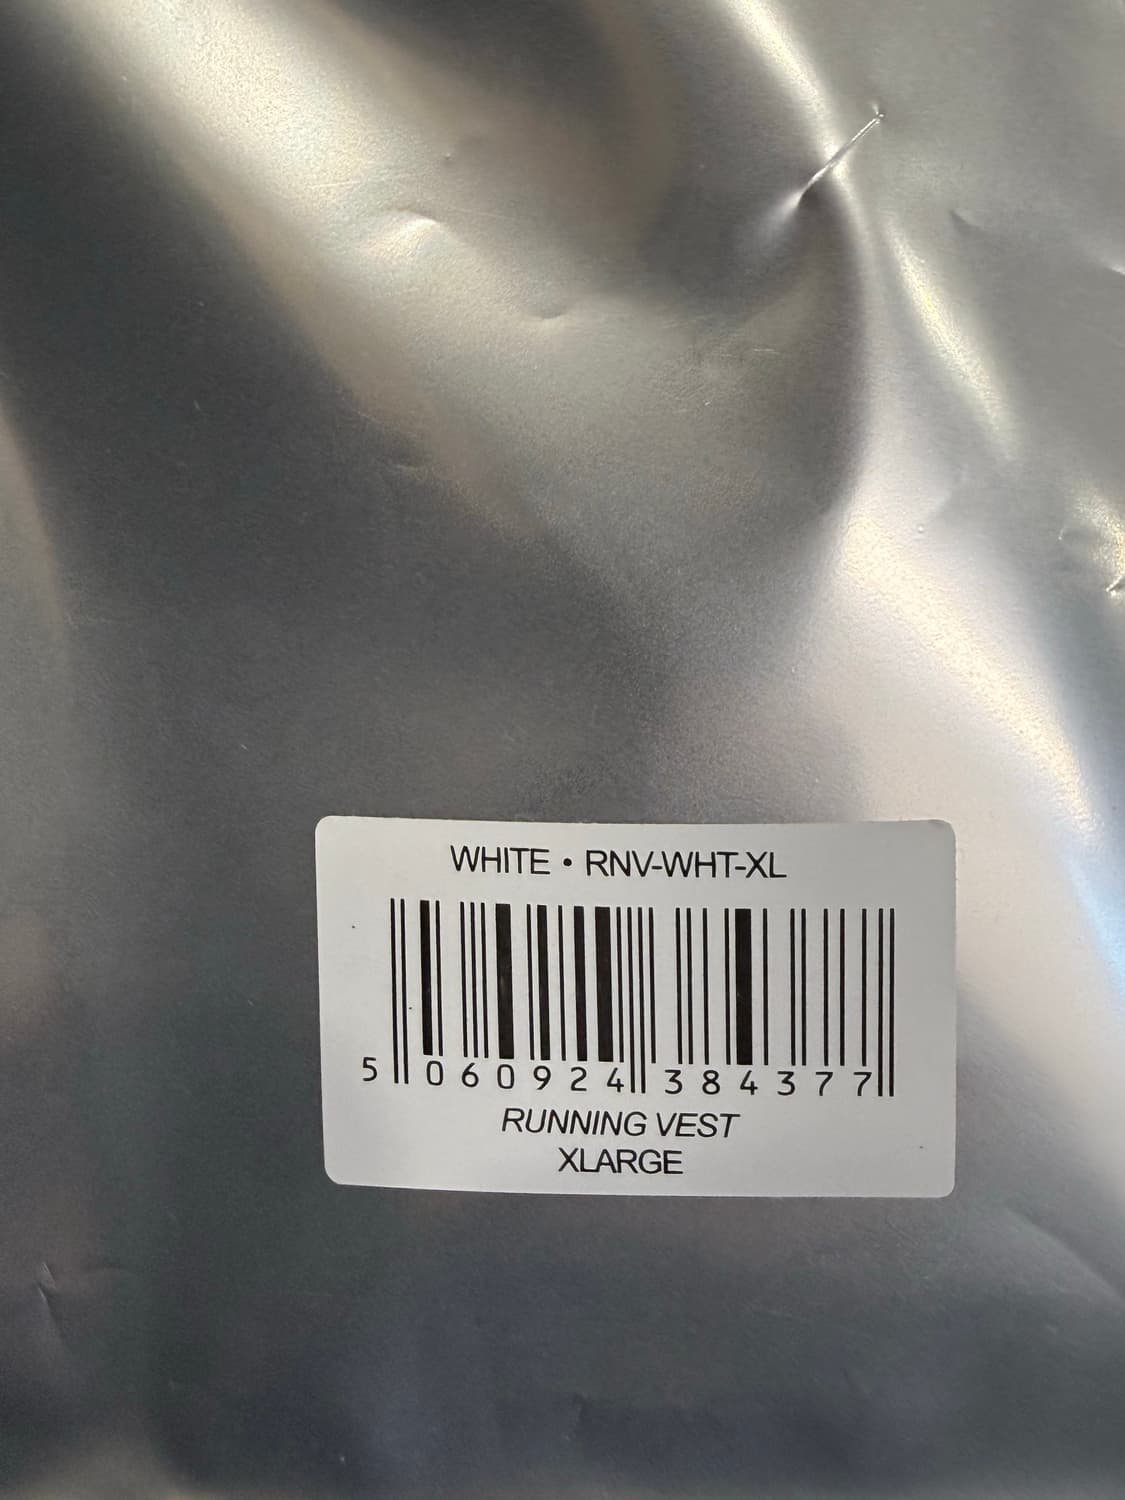 WHITE • RNV-WHT-XL
5 060924 384377
RUNNING VEST
XLARGE